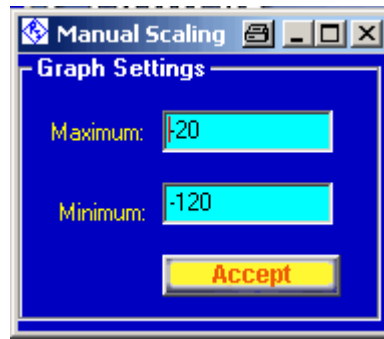 Manual Scaling
Graph Settings
Maximum: -20
Minimum: -120
Accept